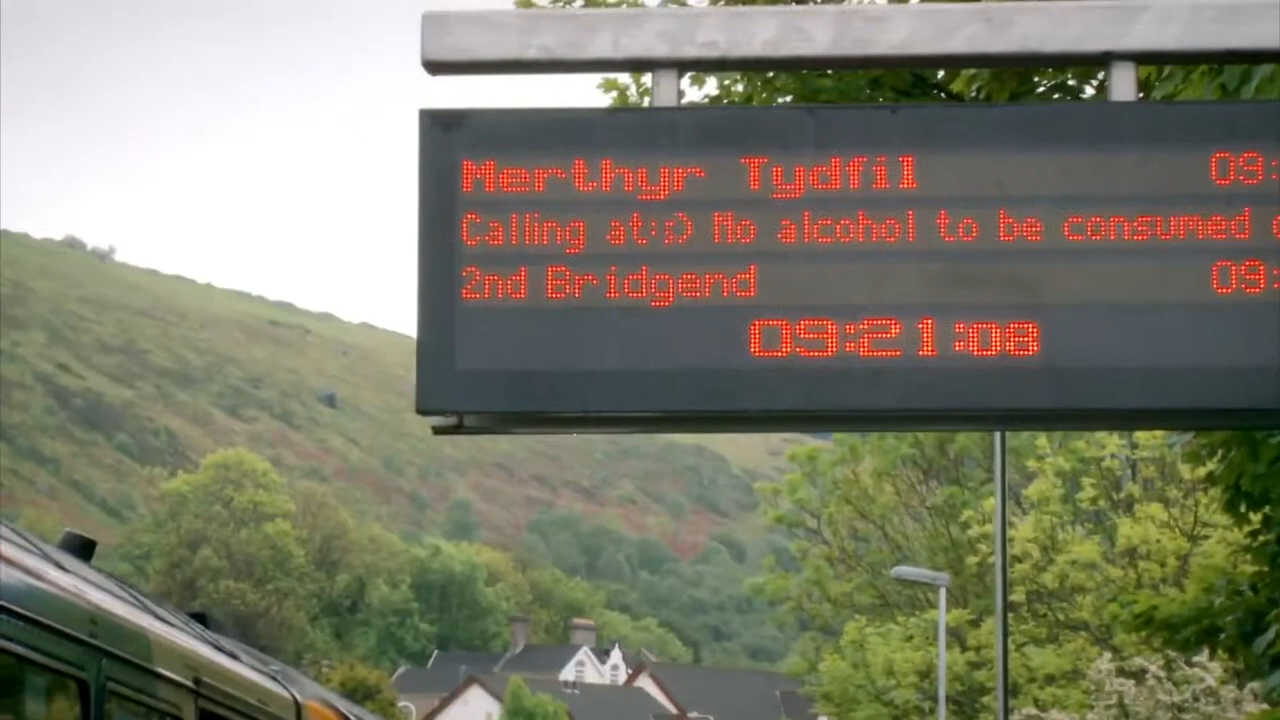 Merthyr Tydfil 09:
Calling at:;) No alcohol to be consumed
2nd Bridgend 09:
09:21:08